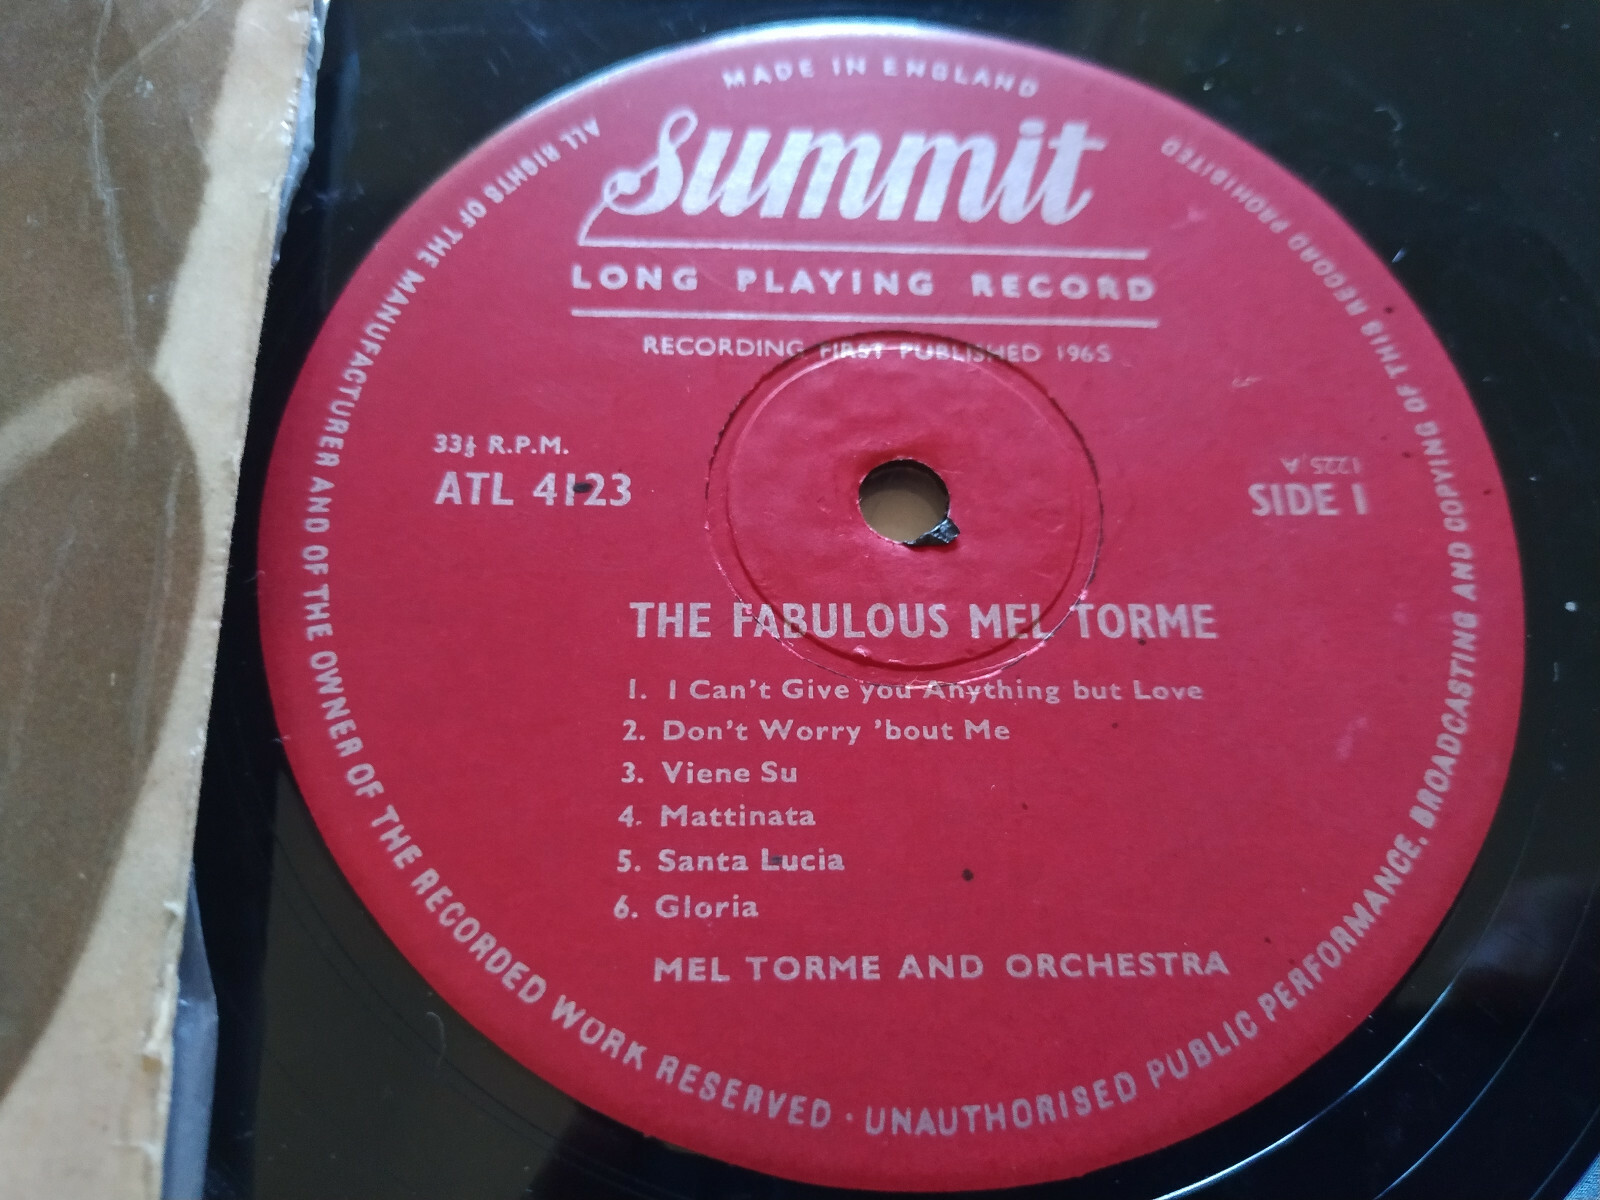 MADE IN ENGLAND
Summit
LONG PLAYING RECORD
RECORDING FIRST PUBLISHED 1965
33⅓ R.P.M.
ATL 4123
1225 A
SIDE 1
THE FABULOUS MEL TORME
1. I Can't Give you Anything but Love
2. Don't Worry 'bout Me
3. Viene Su
4. Mattinata
5. Santa Lucia
6. Gloria
MEL TORME AND ORCHESTRA
ALL RIGHTS OF THE MANUFACTURER AND OF THE OWNER OF THE RECORDED WORK RESERVED · UNAUTHORISED PUBLIC PERFORMANCE, BROADCASTING AND COPYING OF THIS RECORD PROHIBITED